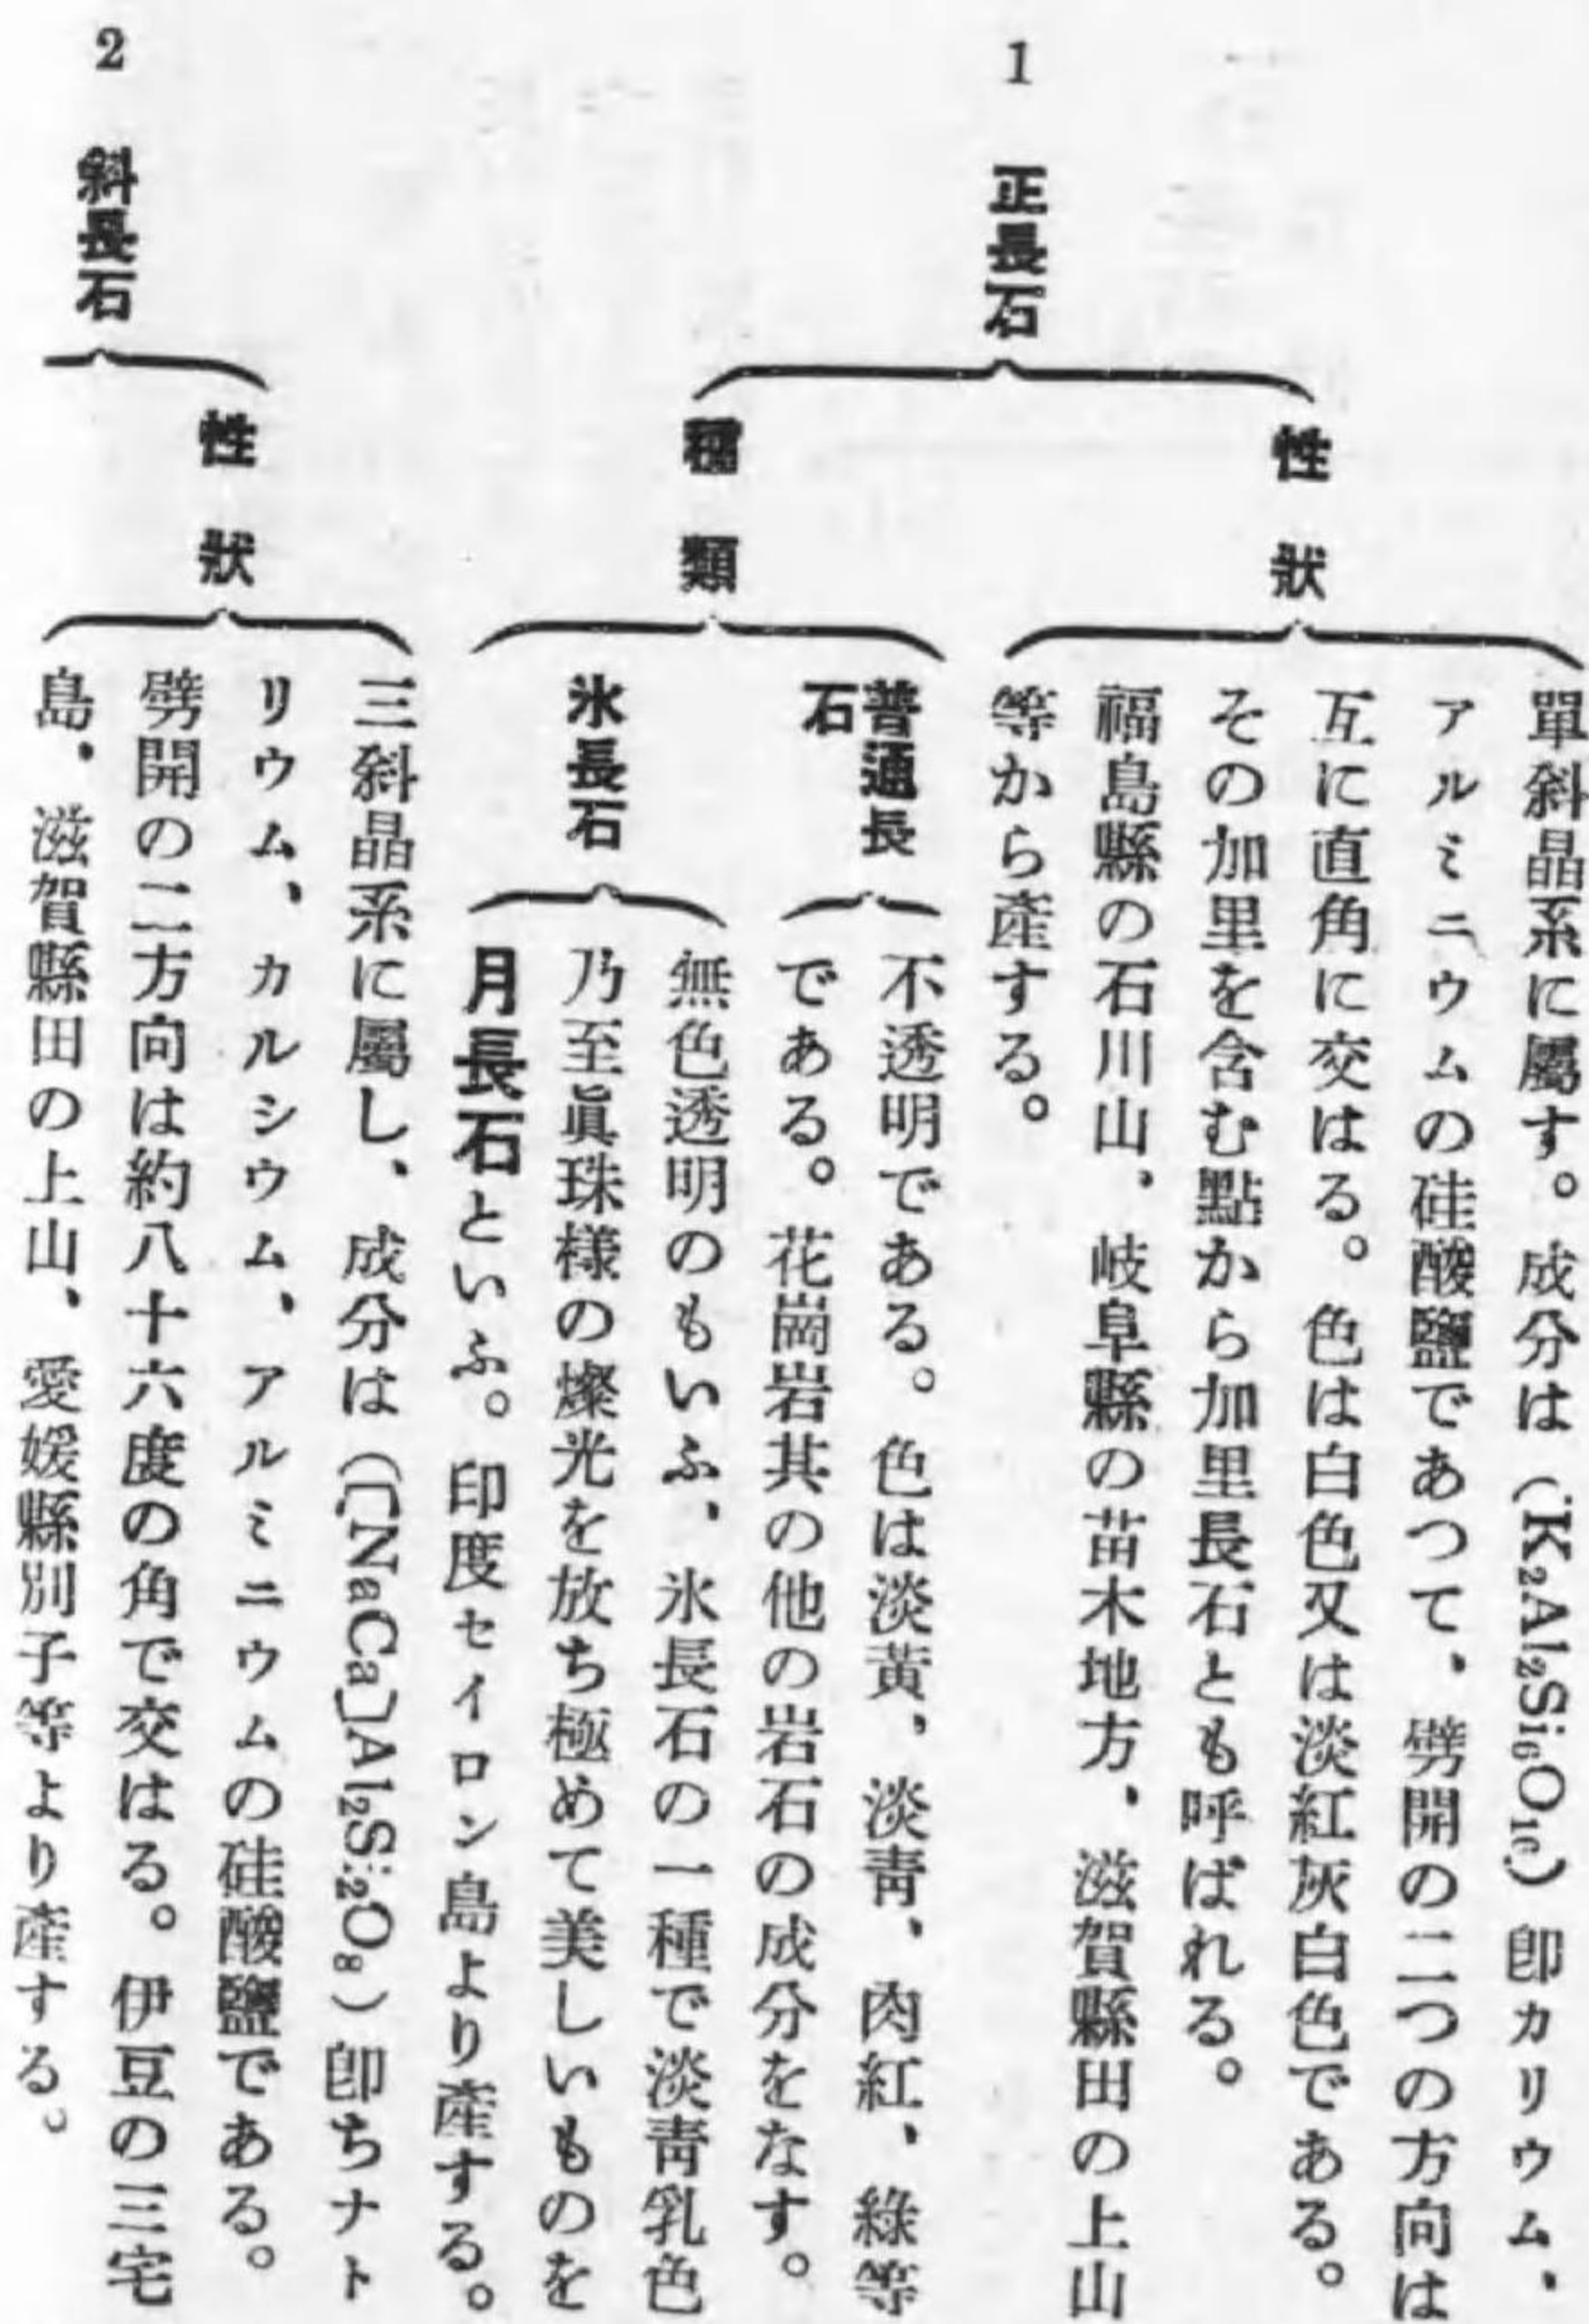 1 正長石
性狀
單斜晶系に屬す。成分は（K₂Al₂Si₆O₁₆）卽カリウム、
アルミニウムの硅酸鹽であつて、劈開の二つの方向は
互に直角に交はる。色は白色又は淡紅灰白色である。
その加里を含む點から加里長石とも呼ばれる。
福島縣の石川山、岐阜縣の苗木地方、滋賀縣田の上山
等から產する。
種類
普通長
石
不透明である。色は淡黄、淡靑、肉紅、綠等
である。花崗岩其の他の岩石の成分をなす。
氷長石
無色透明のもいふ、氷長石の一種で淡靑乳色
乃至眞珠樣の燦光を放ち極めて美しいものを
月長石といふ。印度セイロン島より產する。
2 斜長石
性狀
三斜晶系に屬し、成分は（〔NaCa〕Al₂Si₂O₈）卽ちナト
リウム、カルシウム、アルミニウムの硅酸鹽である。
劈開の二方向は約八十六度の角で交はる。伊豆の三宅
島、滋賀縣田の上山、愛媛縣別子等より產する。